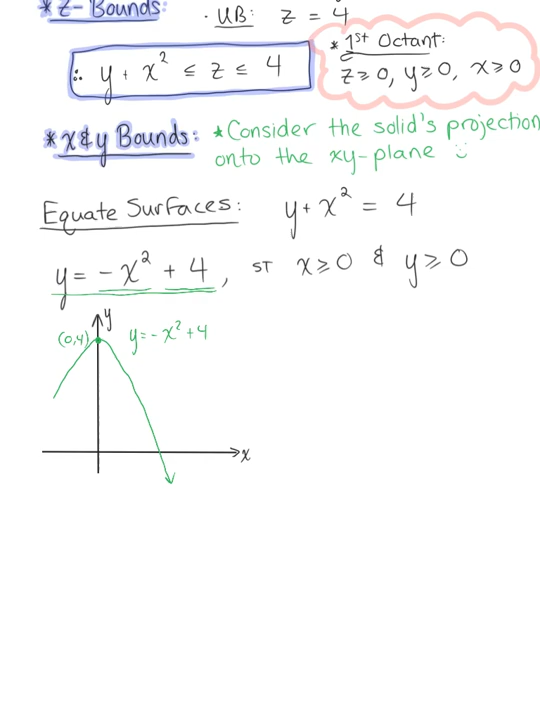 * Z- Bounds:
· UB: z = 4
∴ y + x² ≤ z ≤ 4
* 1st Octant:
z ≥ 0, y ≥ 0, x ≥ 0
* x & y Bounds:
* Consider the solid's projection
onto the xy-plane
Equate Surfaces: y + x² = 4
y = -x² + 4, ST x ≥ 0 & y ≥ 0
y
(0,4) y = -x² + 4
x